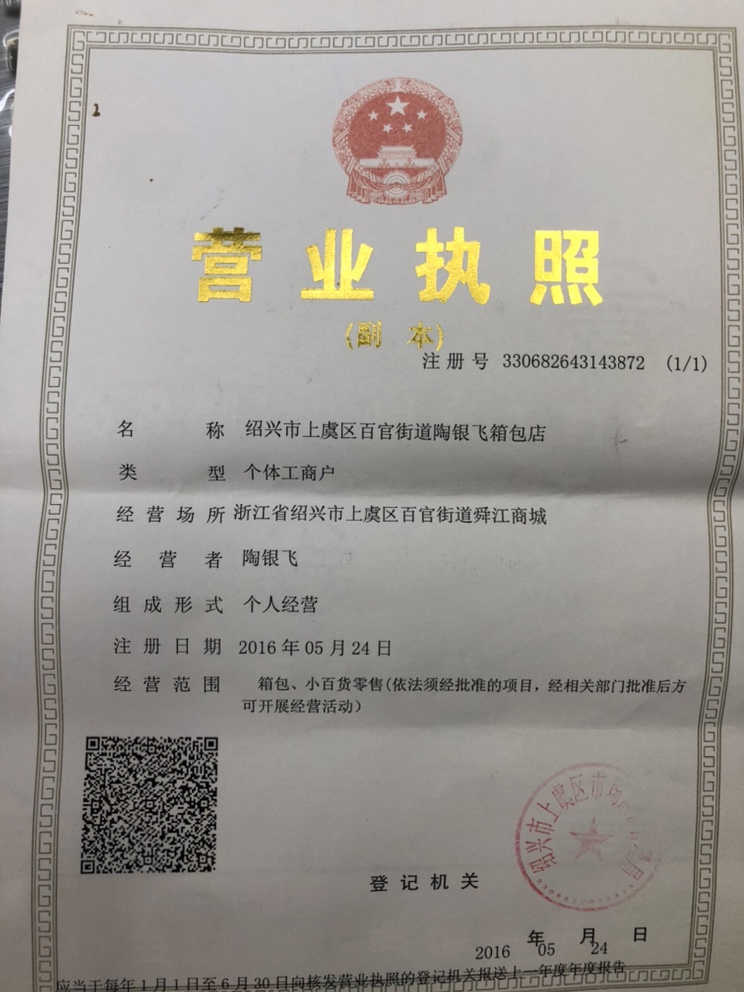 营业执照
(副本)
注册号 330682643143872 (1/1)
名称 绍兴市上虞区百官街道陶银飞箱包店
类型 个体工商户
经营场所 浙江省绍兴市上虞区百官街道舜江商城
经营者 陶银飞
组成形式 个人经营
注册日期 2016年05月24日
经营范围 箱包、小百货零售(依法须经批准的项目，经相关部门批准后方
可开展经营活动)
绍兴市上虞区市场
登记机关
年 月 日
2016 05 24
应当于每年1月1日至6月30日向核发营业执照的登记机关报送上一年度年度报告